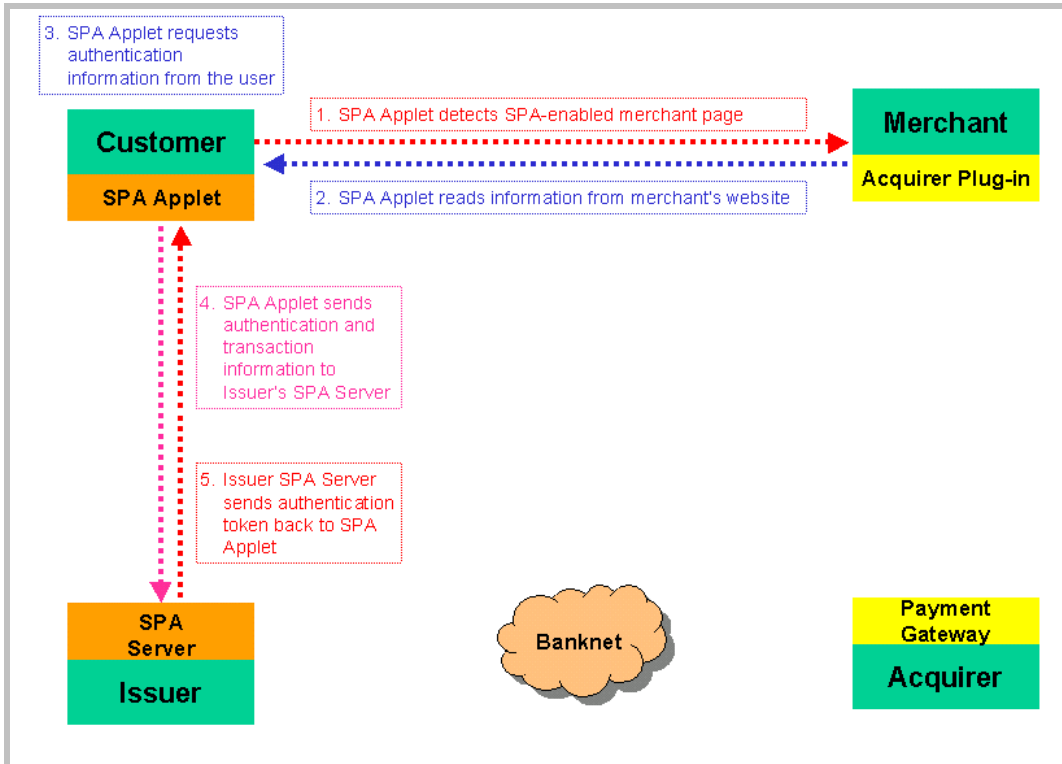 3. SPA Applet requests
authentication
information from the user
1. SPA Applet detects SPA-enabled merchant page
Customer
SPA Applet
Merchant
Acquirer Plug-in
2. SPA Applet reads information from merchant's website
4. SPA Applet sends
authentication and
transaction
information to
Issuer's SPA Server
5. Issuer SPA Server
sends authentication
token back to SPA
Applet
SPA
Server
Issuer
Banknet
Payment
Gateway
Acquirer